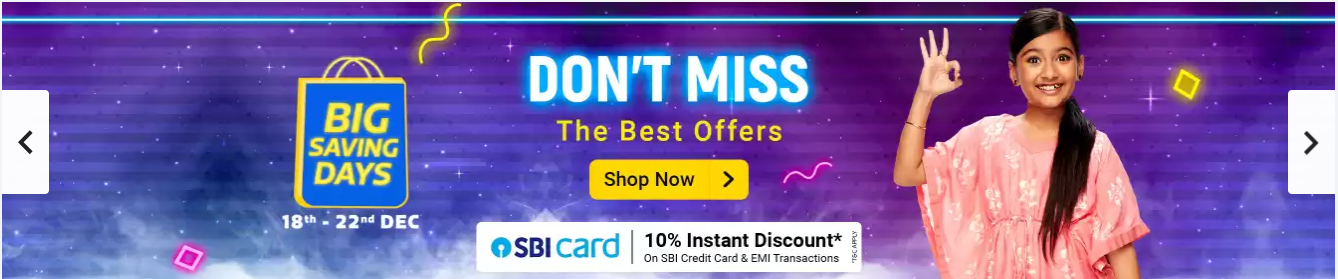 BIG
SAVING
DAYS
18th - 22nd DEC
DON'T MISS
The Best Offers
Shop Now
SBI card
10% Instant Discount*
On SBI Credit Card & EMI Transactions
*T&C APPLY